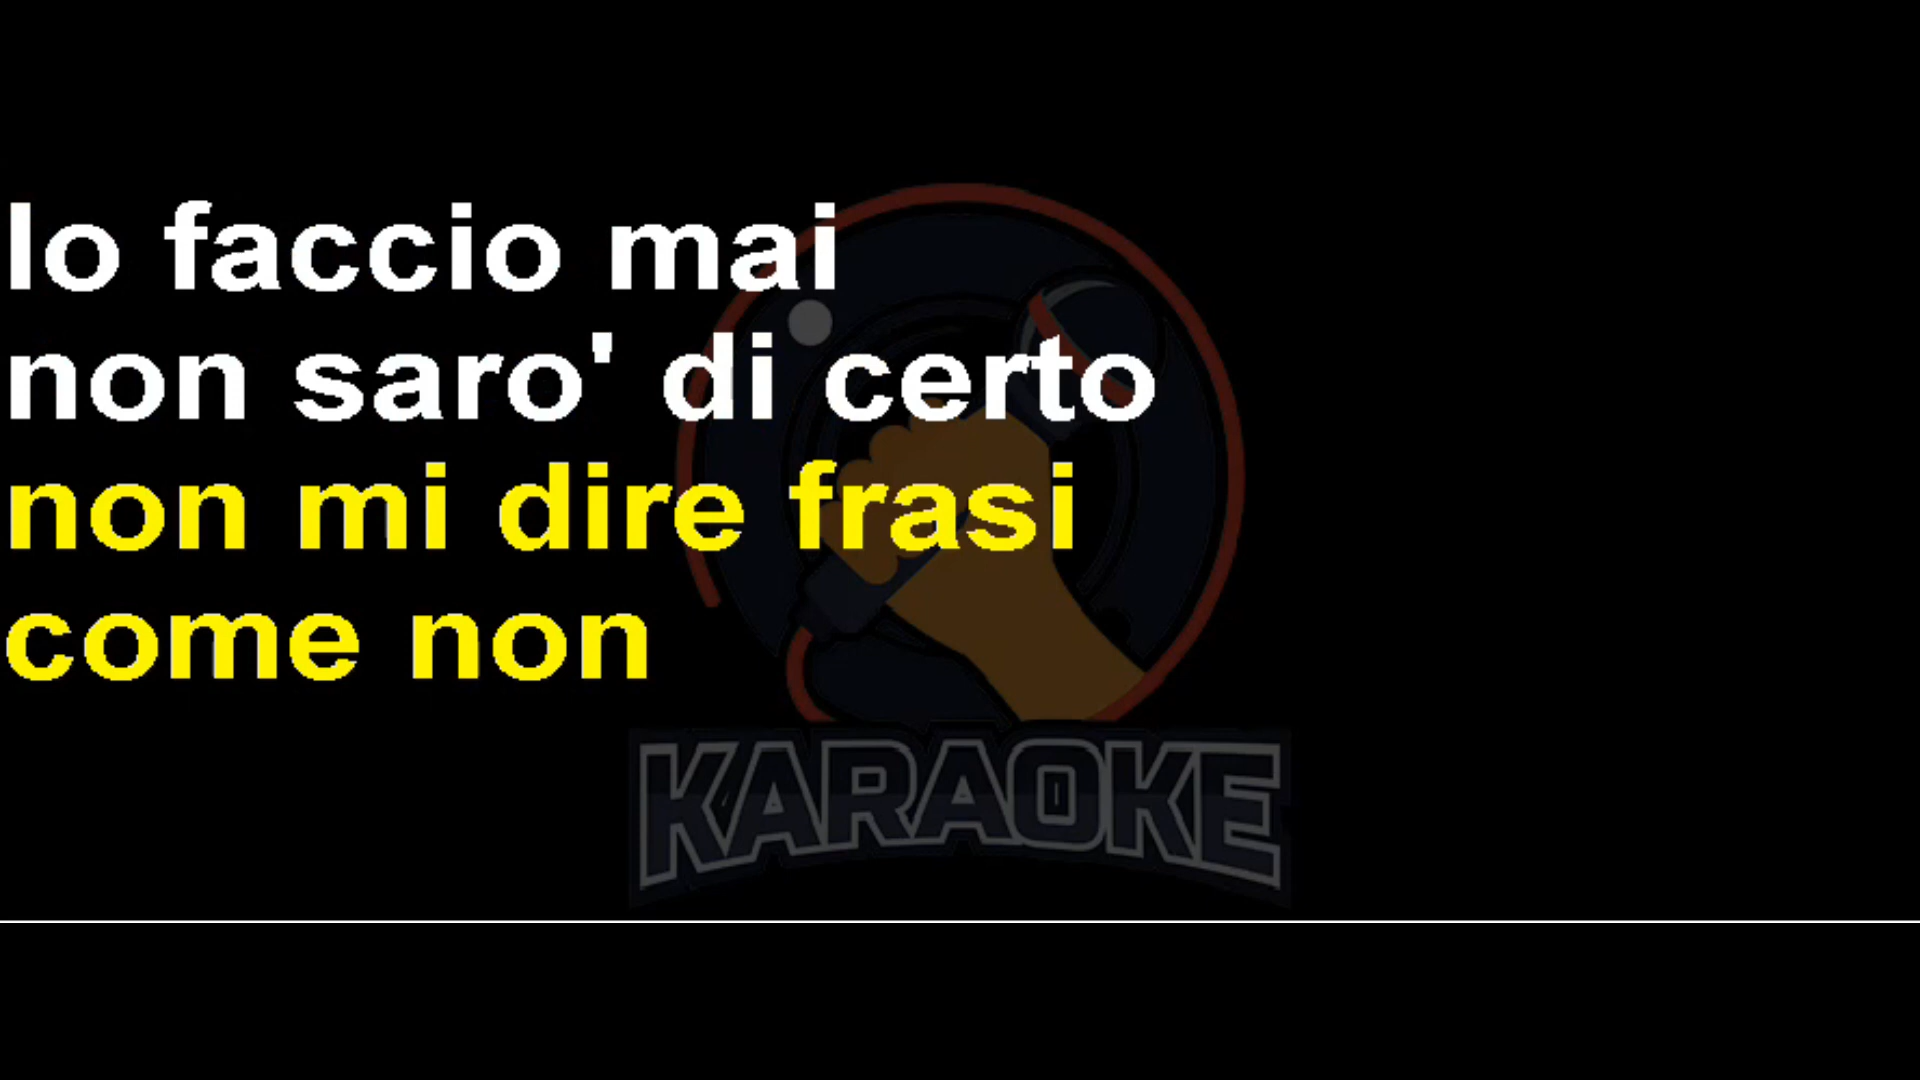 lo faccio mai
non saro' di certo
non mi dire frasi
come non
KARAOKE